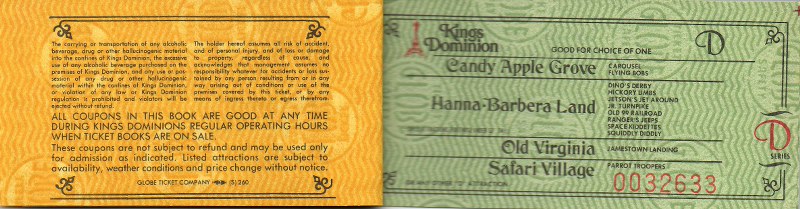 The carrying or transportation of any alcoholic
beverage, drug or other hallucinogenic material
into the confines of Kings Dominion, the excessive
use of any alcoholic beverage purchased on the
premises of Kings Dominion, and any use or pos-
session of any drug or other hallucinogenic
material within the confines of Kings Dominion,
or violation of any law or Kings Dominion
regulation is prohibited and violators will be
ejected without refund.
The holder hereof assumes all risk of accident,
and of personal injury, and of loss or damage
to property, regardless of cause, and
acknowledges that management assumes no
responsibility whatever for accidents or loss sus-
tained by any person resulting from or in any
way arising out of conditions or use of the
premises covered by this ticket, or by any
means of ingress thereto or egress therefrom.
ALL COUPONS IN THIS BOOK ARE GOOD AT ANY TIME
DURING KINGS DOMINIONS REGULAR OPERATING HOURS
WHEN TICKET BOOKS ARE ON SALE.
These coupons are not subject to refund and may be used only
for admission as indicated. Listed attractions are subject to
availability, weather conditions and price change without notice.
GLOBE TICKET COMPANY (5) 260
Kings
Dominion
GOOD FOR CHOICE OF ONE
D
Candy Apple Grove
CAROUSEL
FLYING BOBS
Hanna-Barbera Land
DINO'S DERBY
HICKORY LIMBS
JETSON'S JET AROUND
JR. TURNPIKE
OLD 99 RAILROAD
RANGER'S JEEPS
SPACE KIDDETTES
SQUIDDLY DIDDLY
Old Virginia
JAMESTOWN LANDING
Safari Village
PARROT TROOPERS
D
SERIES
OR ANY OTHER "D" ATTRACTION
0032633